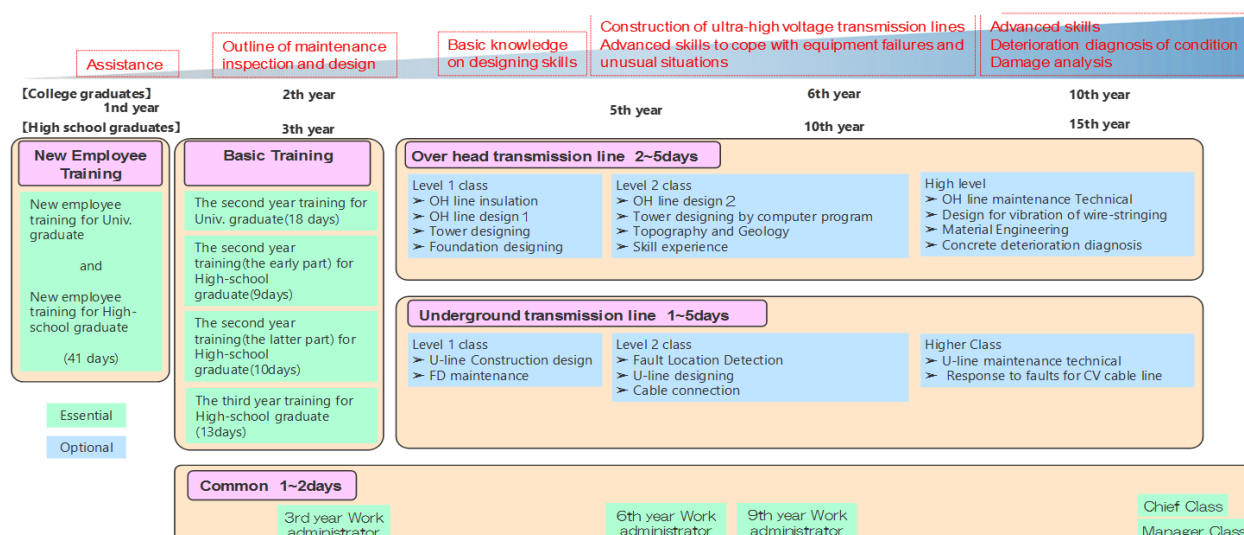 Assistance
Outline of maintenance
inspection and design
Basic knowledge
on designing skills
Construction of ultra-high voltage transmission lines
Advanced skills to cope with equipment failures and
unusual situations
Advanced skills
Deterioration diagnosis of condition
Damage analysis
【College graduates】
1nd year
2th year
5th year
6th year
10th year
【High school graduates】
3th year
10th year
15th year
New Employee
Training
New employee
training for Univ.
graduate
and
New employee
training for High-
school graduate
(41 days)
Essential
Optional
Basic Training
The second year training for
Univ. graduate(18 days)
The second year
training(the early part) for
High-school
graduate(9days)
The second year
training(the latter part) for
High-school
graduate(10days)
The third year training for
High-school graduate
(13days)
Over head transmission line 2~5days
Level 1 class
➢ OH line insulation
➢ OH line design 1
➢ Tower designing
➢ Foundation designing
Level 2 class
➢ OH line design 2
➢ Tower designing by computer program
➢ Topography and Geology
➢ Skill experience
High level
➢ OH line maintenance Technical
➢ Design for vibration of wire-stringing
➢ Material Engineering
➢ Concrete deterioration diagnosis
Underground transmission line 1~5days
Level 1 class
➢ U-line Construction design
➢ FD maintenance
Level 2 class
➢ Fault Location Detection
➢ U-line designing
➢ Cable connection
Higher Class
➢ U-line maintenance technical
➢ Response to faults for CV cable line
Common 1~2days
3rd year Work
administrator
6th year Work
administrator
9th year Work
administrator
Chief Class
Manager Class